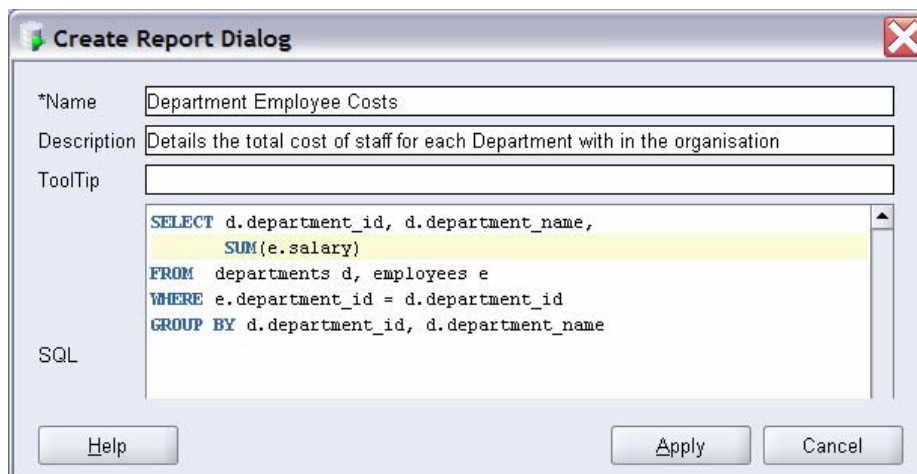 Create Report Dialog
*Name Department Employee Costs
Description Details the total cost of staff for each Department with in the organisation
ToolTip
SELECT d.department_id, d.department_name,
SUM(e.salary)
FROM departments d, employees e
WHERE e.department_id = d.department_id
GROUP BY d.department_id, d.department_name
SQL
Help Apply Cancel